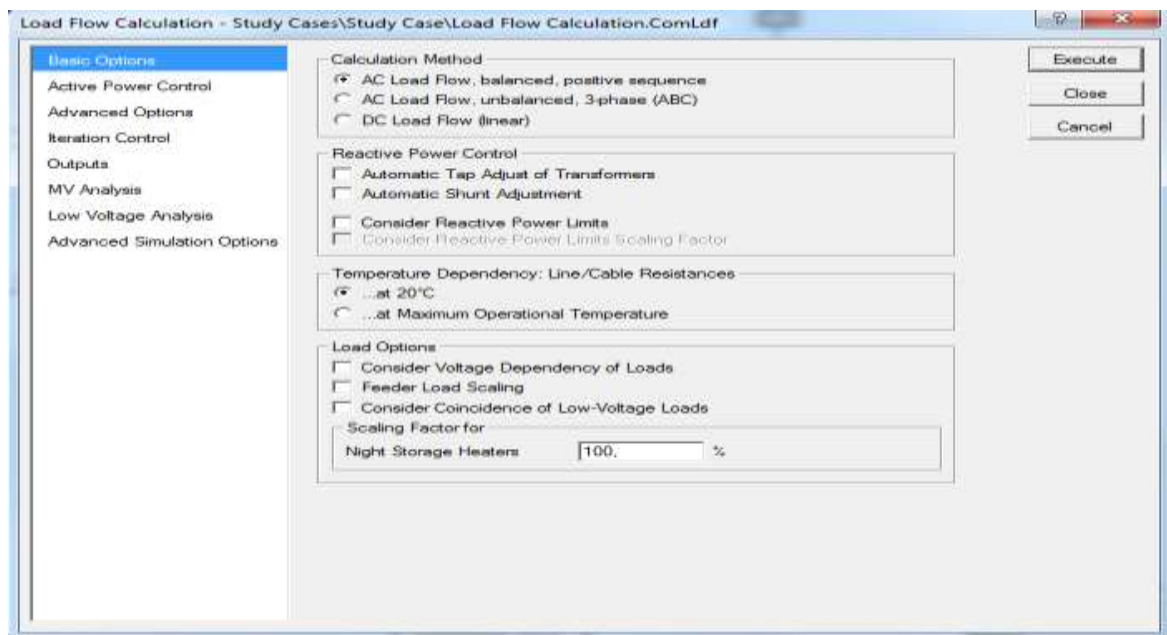 Load Flow Calculation - Study Cases\Study Case\Load Flow Calculation.ComLdf
Basic Options
Active Power Control
Advanced Options
Iteration Control
Outputs
MV Analysis
Low Voltage Analysis
Advanced Simulation Options
Calculation Method
AC Load Flow, balanced, positive sequence
AC Load Flow, unbalanced, 3-phase (ABC)
DC Load Flow (linear)
Reactive Power Control
Automatic Tap Adjust of Transformers
Automatic Shunt Adjustment
Consider Reactive Power Limits
Consider Reactive Power Limits Scaling Factor
Temperature Dependency: Line/Cable Resistances
...at 20°C
...at Maximum Operational Temperature
Load Options
Consider Voltage Dependency of Loads
Feeder Load Scaling
Consider Coincidence of Low-Voltage Loads
Scaling Factor for
Night Storage Heaters 100, %
Execute
Close
Cancel